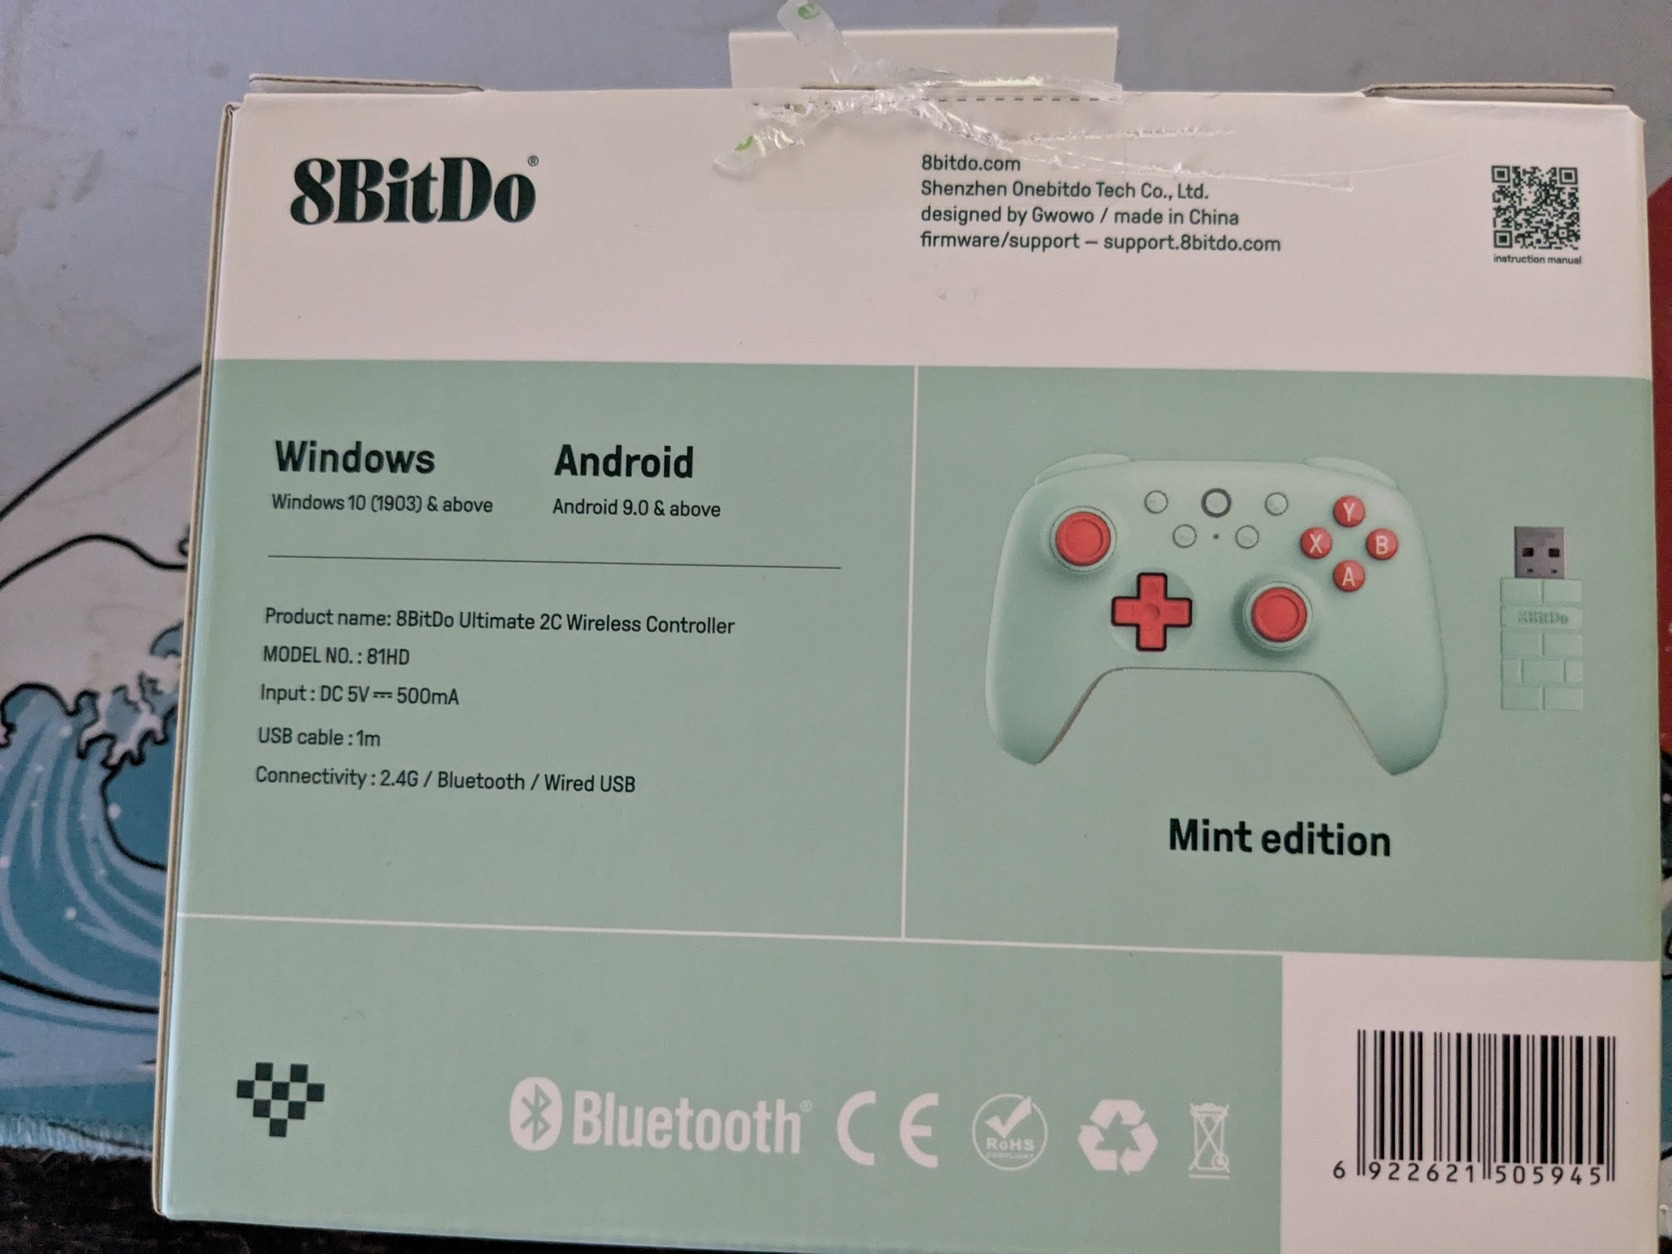 8BitDo®
8bitdo.com
Shenzhen Onebitdo Tech Co., Ltd.
designed by Gwowo / made in China
firmware/support – support.8bitdo.com
instruction manual
Windows
Windows 10 (1903) & above
Android
Android 9.0 & above
Product name: 8BitDo Ultimate 2C Wireless Controller
MODEL NO. : 81HD
Input : DC 5V⎓500mA
USB cable : 1m
Connectivity : 2.4G / Bluetooth / Wired USB
Y
X
B
A
8BitDo
Mint edition
Bluetooth®
CE
RoHS
COMPLIANT
6 922621 505945